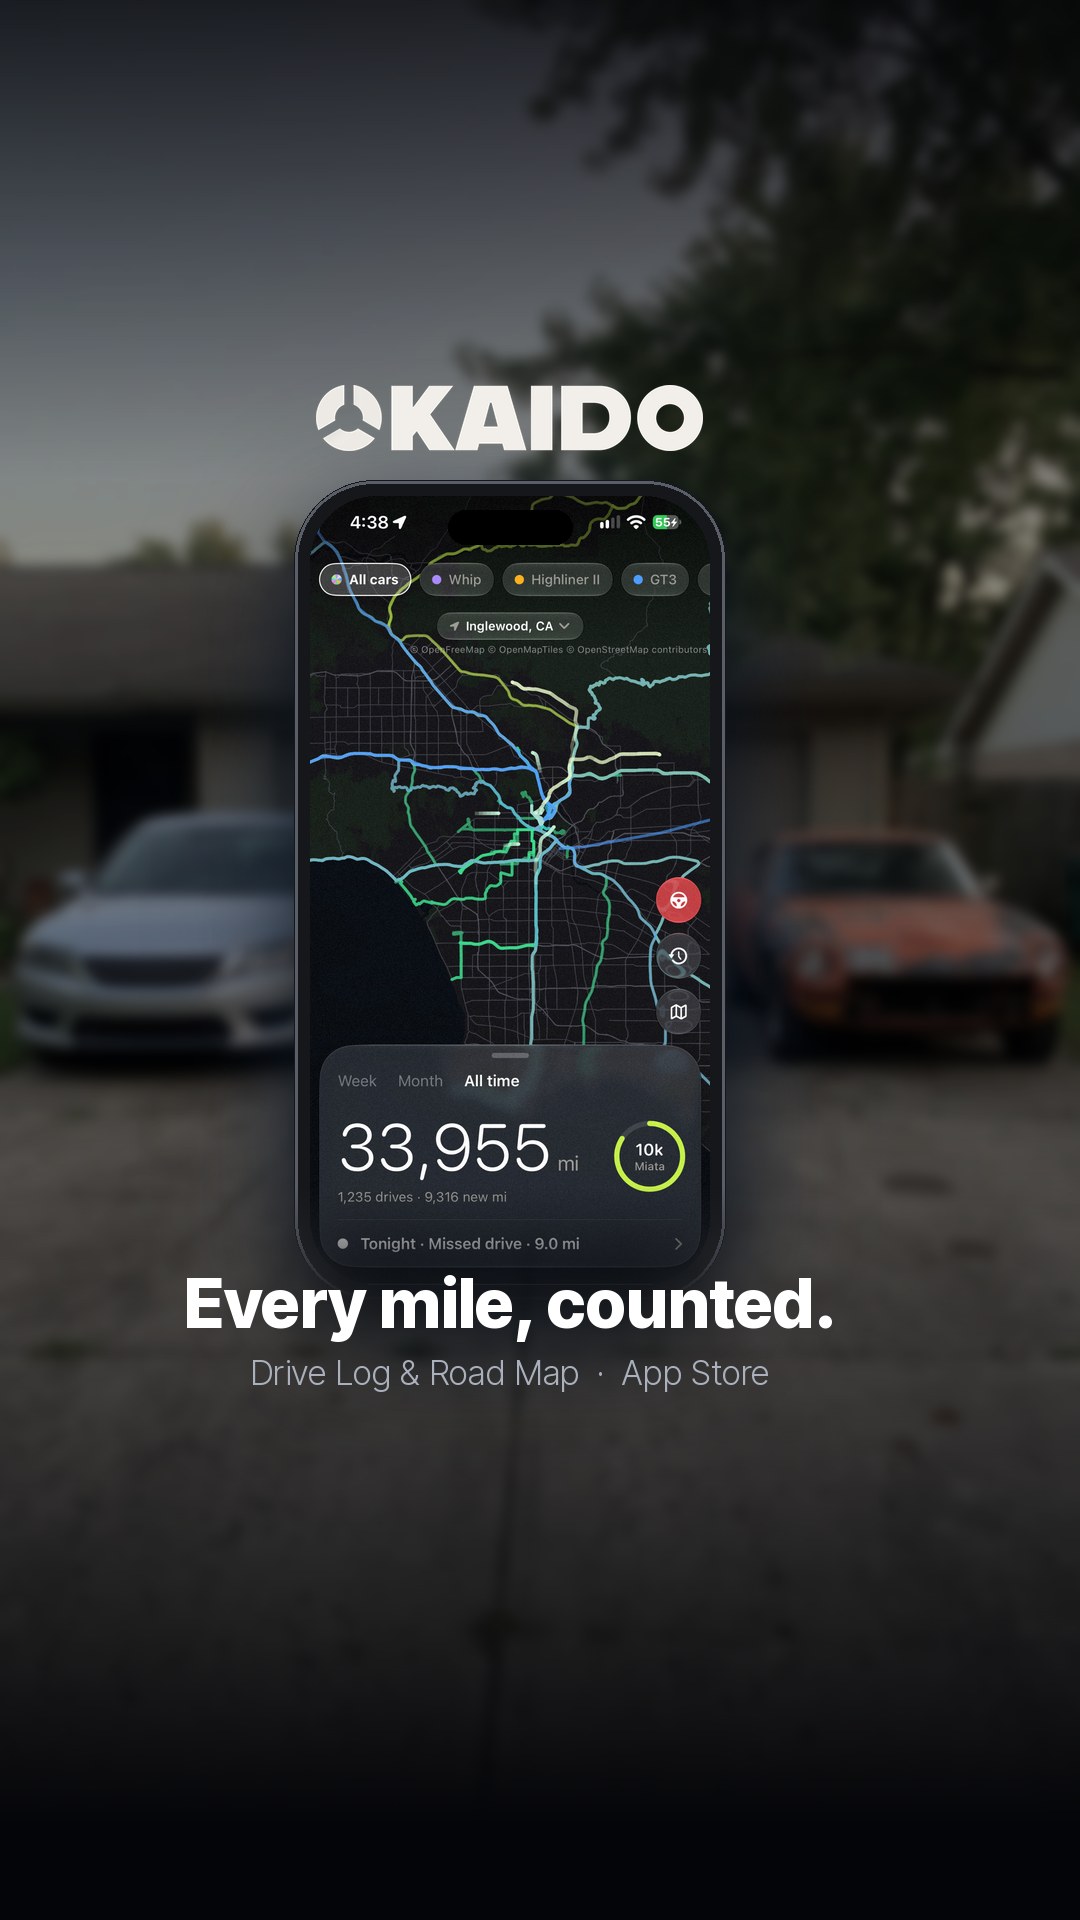 KAIDO
4:38
55
All cars
Whip
Highliner II
GT3
Inglewood, CA
© OpenFreeMap © OpenMapTiles © OpenStreetMap contributors
Week Month All time
33,955 mi
10k
Miata
1,235 drives · 9,316 new mi
Tonight · Missed drive · 9.0 mi
Every mile, counted.
Drive Log & Road Map · App Store